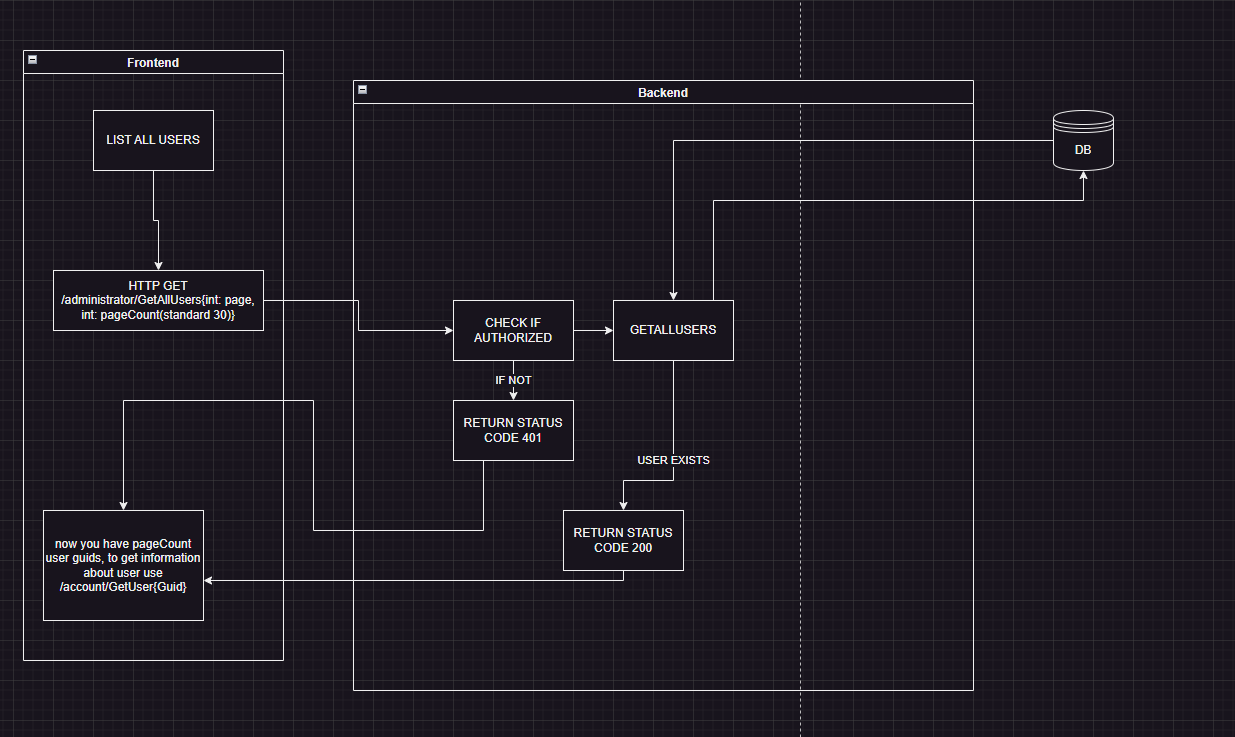 Frontend
Backend
LIST ALL USERS
DB
HTTP GET
/administrator/GetAllUsers{int: page,
int: pageCount(standard 30)}
CHECK IF
AUTHORIZED
GETALLUSERS
IF NOT
RETURN STATUS
CODE 401
USER EXISTS
RETURN STATUS
CODE 200
now you have pageCount
user guids, to get information
about user use
/account/GetUser{Guid}